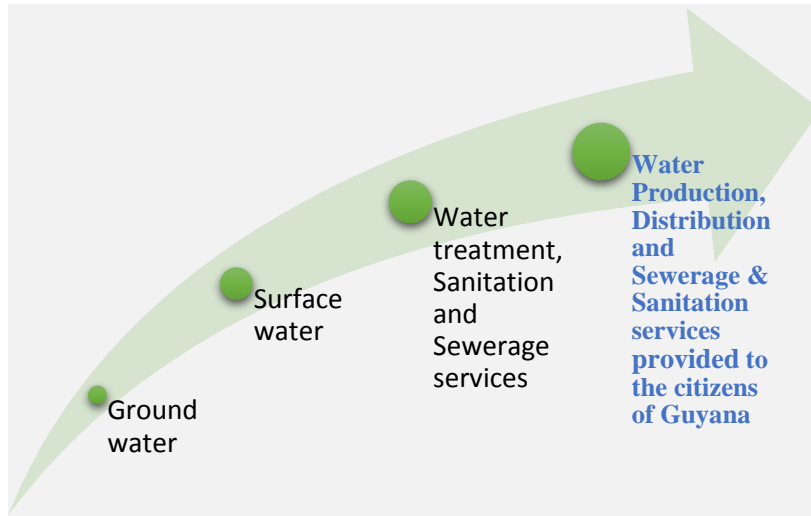 Ground
water
Surface
water
Water
treatment,
Sanitation
and
Sewerage
services
Water
Production,
Distribution
and
Sewerage &
Sanitation
services
provided to
the citizens
of Guyana